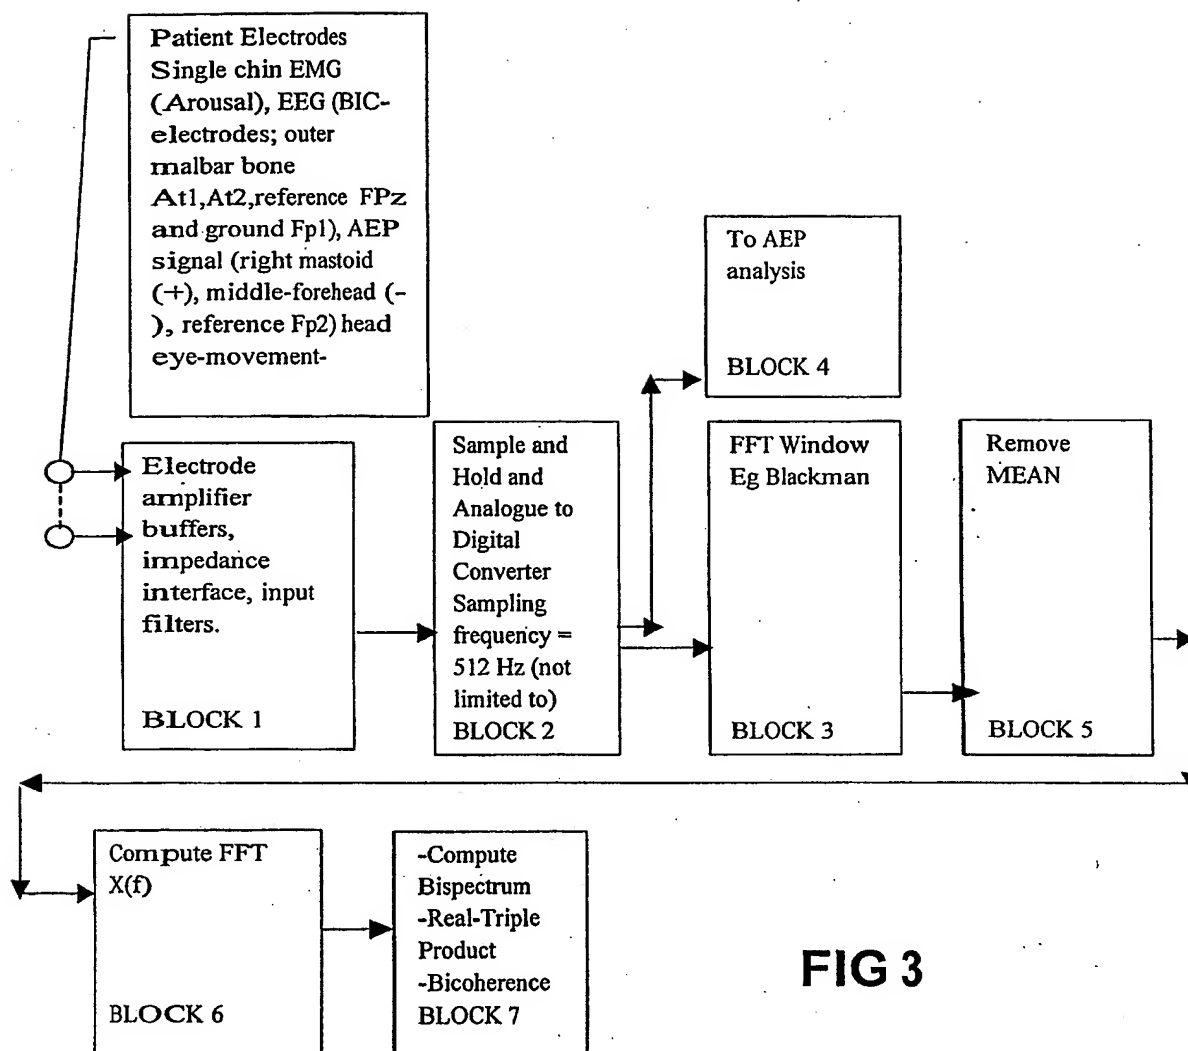 Patient Electrodes
Single chin EMG
(Arousal), EEG (BIC-
electrodes; outer
malbar bone
At1,At2,reference FPz
and ground Fp1), AEP
signal (right mastoid
(+), middle-forehead (-
), reference Fp2) head
eye-movement-
To AEP
analysis
BLOCK 4
Electrode
amplifier
buffers,
impedance
interface, input
filters.
BLOCK 1
Sample and
Hold and
Analogue to
Digital
Converter
Sampling
frequency =
512 Hz (not
limited to)
BLOCK 2
FFT Window
Eg Blackman
BLOCK 3
Remove
MEAN
BLOCK 5
Compute FFT
X(f)
BLOCK 6
-Compute
Bispectrum
-Real-Triple
Product
-Bicoherence
BLOCK 7
FIG 3